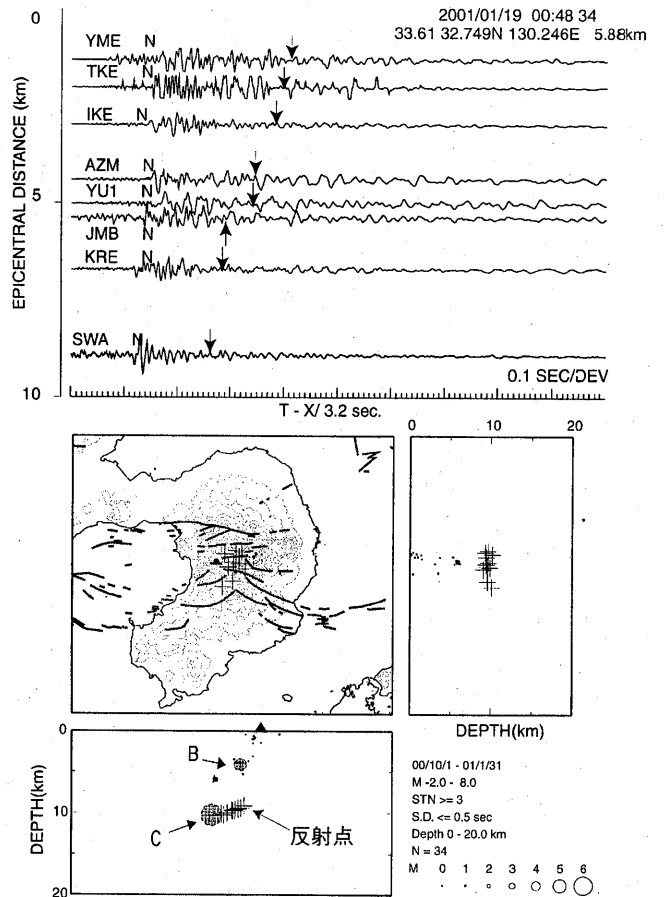 2001/01/19 00:48 34
33.61 32.749N 130.246E 5.88km
0
YME N
TKE N
IKE N
AZM N
5
YU1 N
JMB N
KRE N
SWA N
10
0.1 SEC/DEV
EPICENTRAL DISTANCE (km)
T - X/ 3.2 sec.
0 10 20
DEPTH(km)
0
B
10
C
反射点
20
DEPTH(km)
00/10/1 - 01/1/31
M -2.0 - 8.0
STN >= 3
S.D. <= 0.5 sec
Depth 0 - 20.0 km
N = 34
M 0 1 2 3 4 5 6